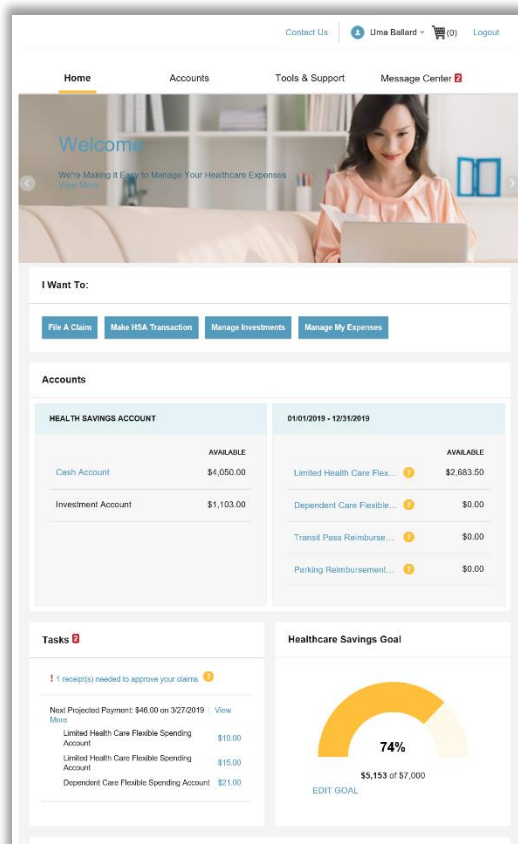 Contact Us
Uma Ballard
(0)
Logout
Home
Accounts
Tools & Support
Message Center 2
Welcome
We're Making it Easy to Manage Your Healthcare Expenses
View More
I Want To:
File A Claim
Make HSA Transaction
Manage Investments
Manage My Expenses
Accounts
HEALTH SAVINGS ACCOUNT
AVAILABLE
Cash Account $4,050.00
Investment Account $1,103.00
01/01/2019 - 12/31/2019
AVAILABLE
Limited Health Care Flex... ? $2,683.50
Dependent Care Flexible... ? $0.00
Transit Pass Reimburse... ? $0.00
Parking Reimbursement... ? $0.00
Tasks 2
! 1 receipt(s) needed to approve your claims ?
Next Projected Payment: $46.00 on 3/27/2019 View
More
Limited Health Care Flexible Spending
Account $10.00
Limited Health Care Flexible Spending
Account $15.00
Dependent Care Flexible Spending Account $21.00
Healthcare Savings Goal
74%
$5,153 of $7,000
EDIT GOAL